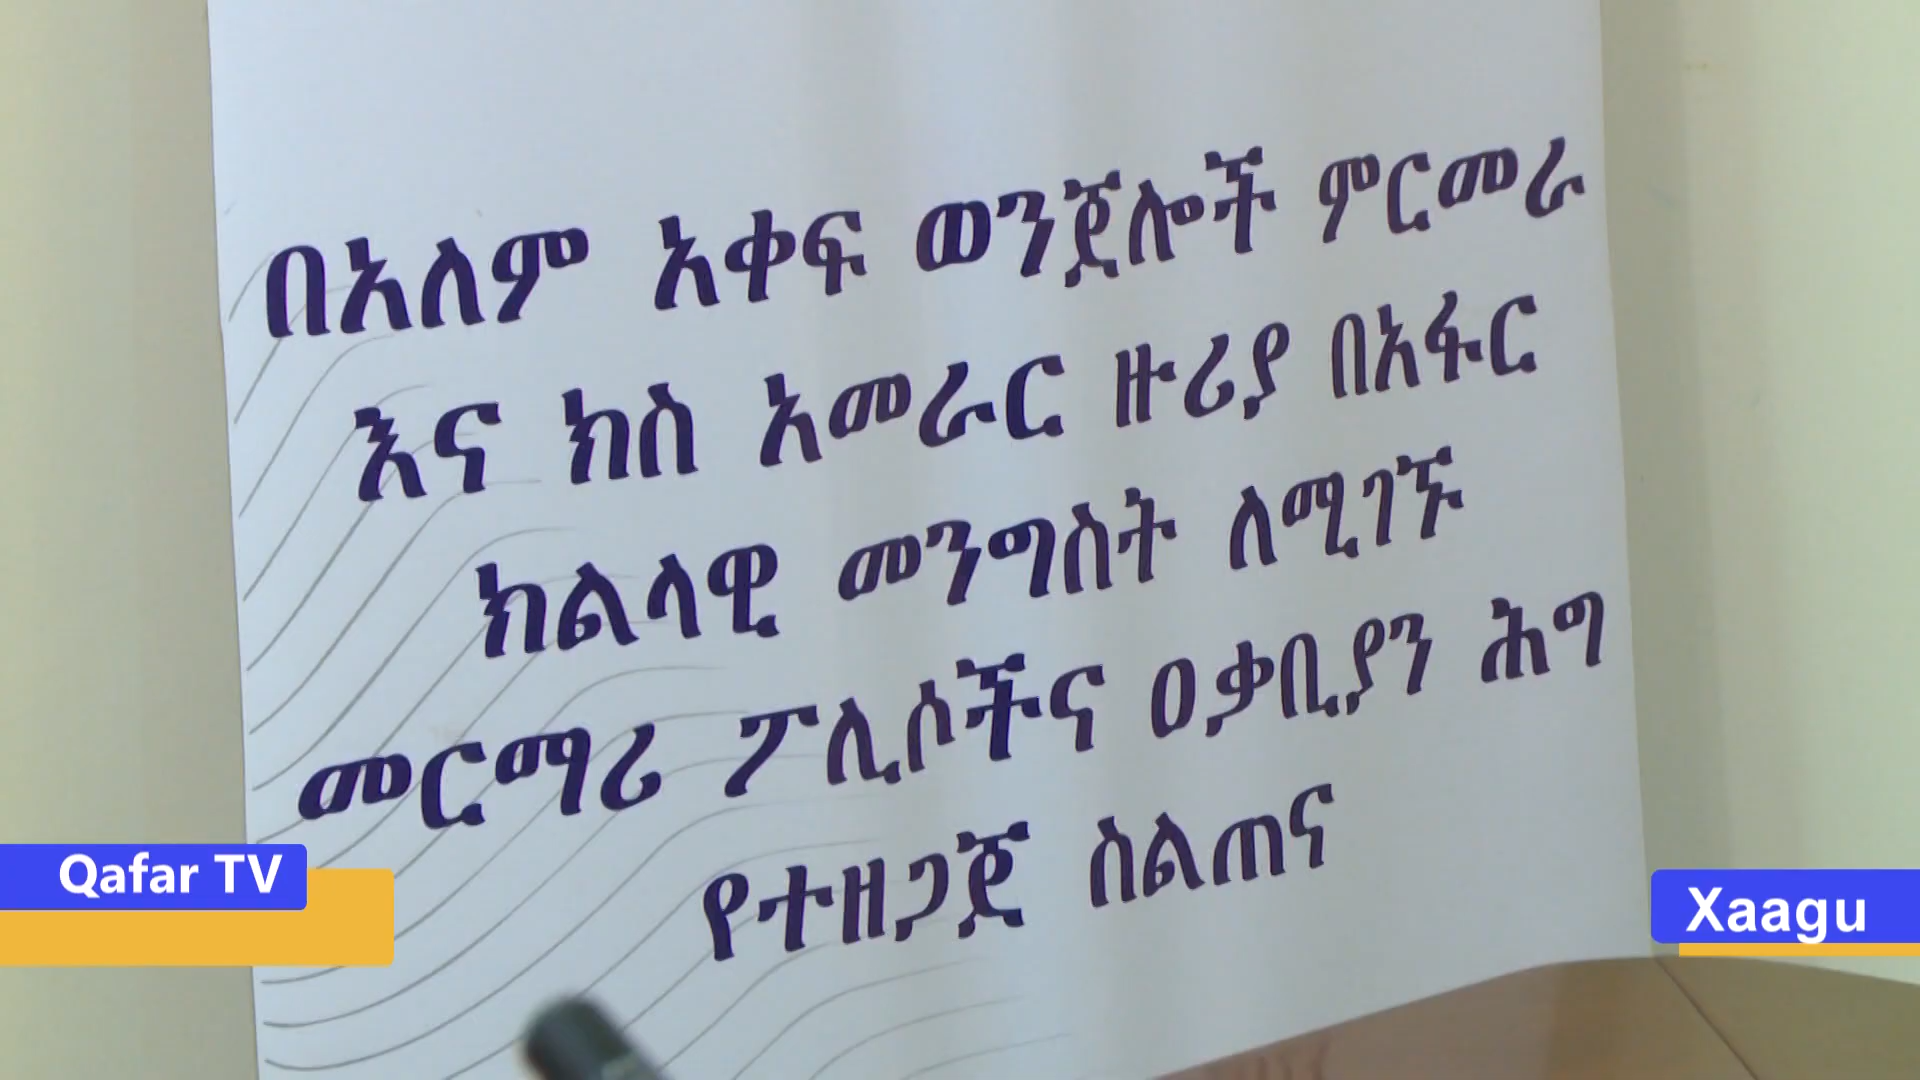 በአለም አቀፍ ወንጀሎች ምርመራ
እና ክስ አመራር ዙሪያ በአፋር
ክልላዊ መንግስት ለሚገኙ
መርማሪ ፖሊሶችና ዐቃቢያን ሕግ
የተዘጋጀ ስልጠና
Qafar TV
Xaagu